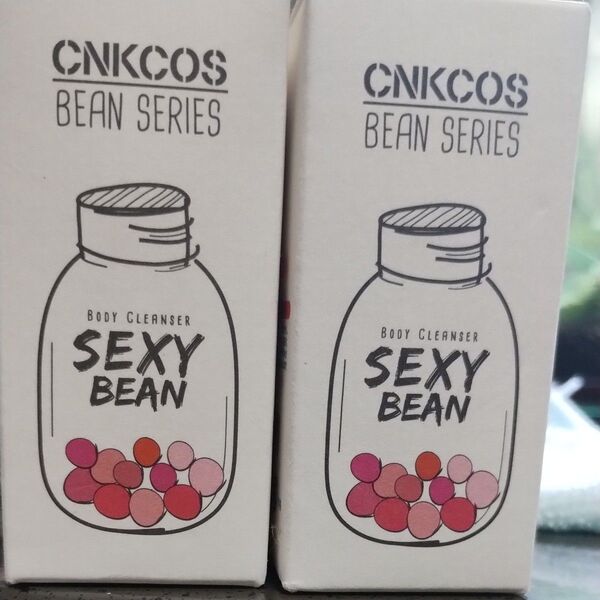 CNKCOS
BEAN SERIES
BODY CLEANSER
SEXY
BEAN
CNKCOS
BEAN SERIES
BODY CLEANSER
SEXY
BEAN